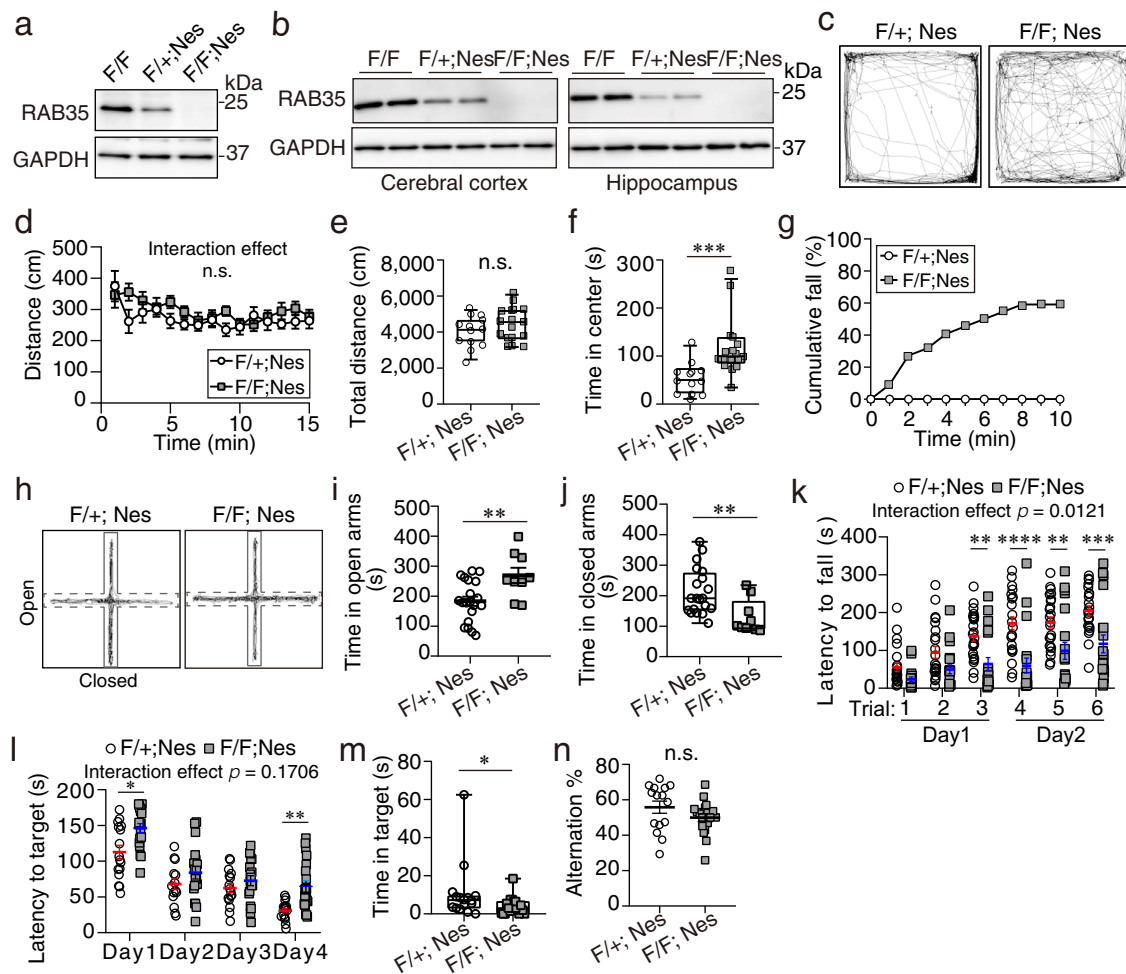 a
F/F
F/+;Nes
F/F;Nes
kDa
RAB35
-25
GAPDH
-37
b
F/F F/+;Nes F/F;Nes F/F F/+;Nes F/F;Nes
kDa
RAB35
-25
GAPDH
-37
Cerebral cortex
Hippocampus
c
F/+; Nes
F/F; Nes
d
Interaction effect
n.s.
Distance (cm)
500
400
300
200
100
0
F/+;Nes
F/F;Nes
0 5 10 15
Time (min)
e
n.s.
Total distance (cm)
8,000
6,000
4,000
2,000
0
F/+; Nes
F/F; Nes
f
***
Time in center (s)
300
200
100
0
F/+; Nes
F/F; Nes
g
Cumulative fall (%)
100
80
60
40
20
0
F/+;Nes
F/F;Nes
0 2 4 6 8 10
Time (min)
h
F/+; Nes
F/F; Nes
Open
Closed
i
**
Time in open arms
(s)
500
400
300
200
100
0
F/+; Nes
F/F; Nes
j
**
Time in closed arms
(s)
500
400
300
200
100
0
F/+; Nes
F/F; Nes
k
F/+;Nes F/F;Nes
Interaction effect p = 0.0121
** **** ** ***
Latency to fall (s)
400
300
200
100
0
Trial: 1 2 3 4 5 6
Day1 Day2
l
F/+;Nes F/F;Nes
Interaction effect p = 0.1706
* **
Latency to target (s)
200
150
100
50
0
Day1 Day2 Day3 Day4
m
*
Time in target (s)
80
60
40
20
0
F/+; Nes
F/F; Nes
n
n.s.
Alternation %
80
60
40
20
0
F/+; Nes
F/F; Nes